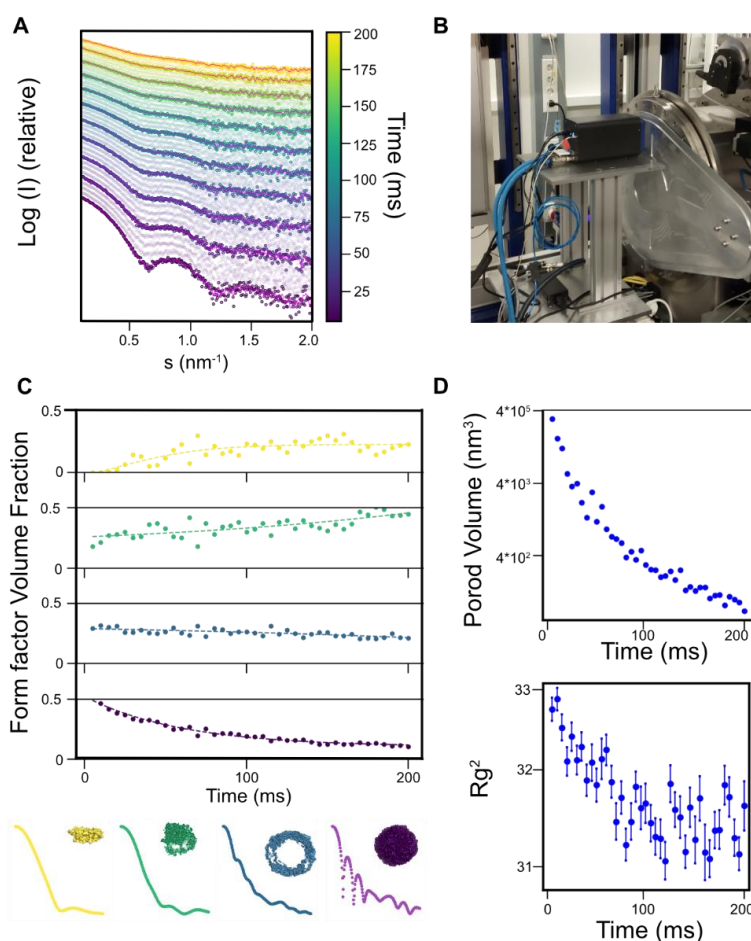 A
Log (I) (relative)
s (nm⁻¹)
0.5
1.0
1.5
2.0
200
175
150
125
100
75
50
25
Time (ms)
B
C
Form factor Volume Fraction
0.5
0
0.5
0
0.5
0
0.5
0
0
100
200
Time (ms)
D
Porod Volume (nm³)
4*10⁵
4*10³
4*10²
0
100
200
Time (ms)
Rg²
33
32
31
0
100
200
Time (ms)